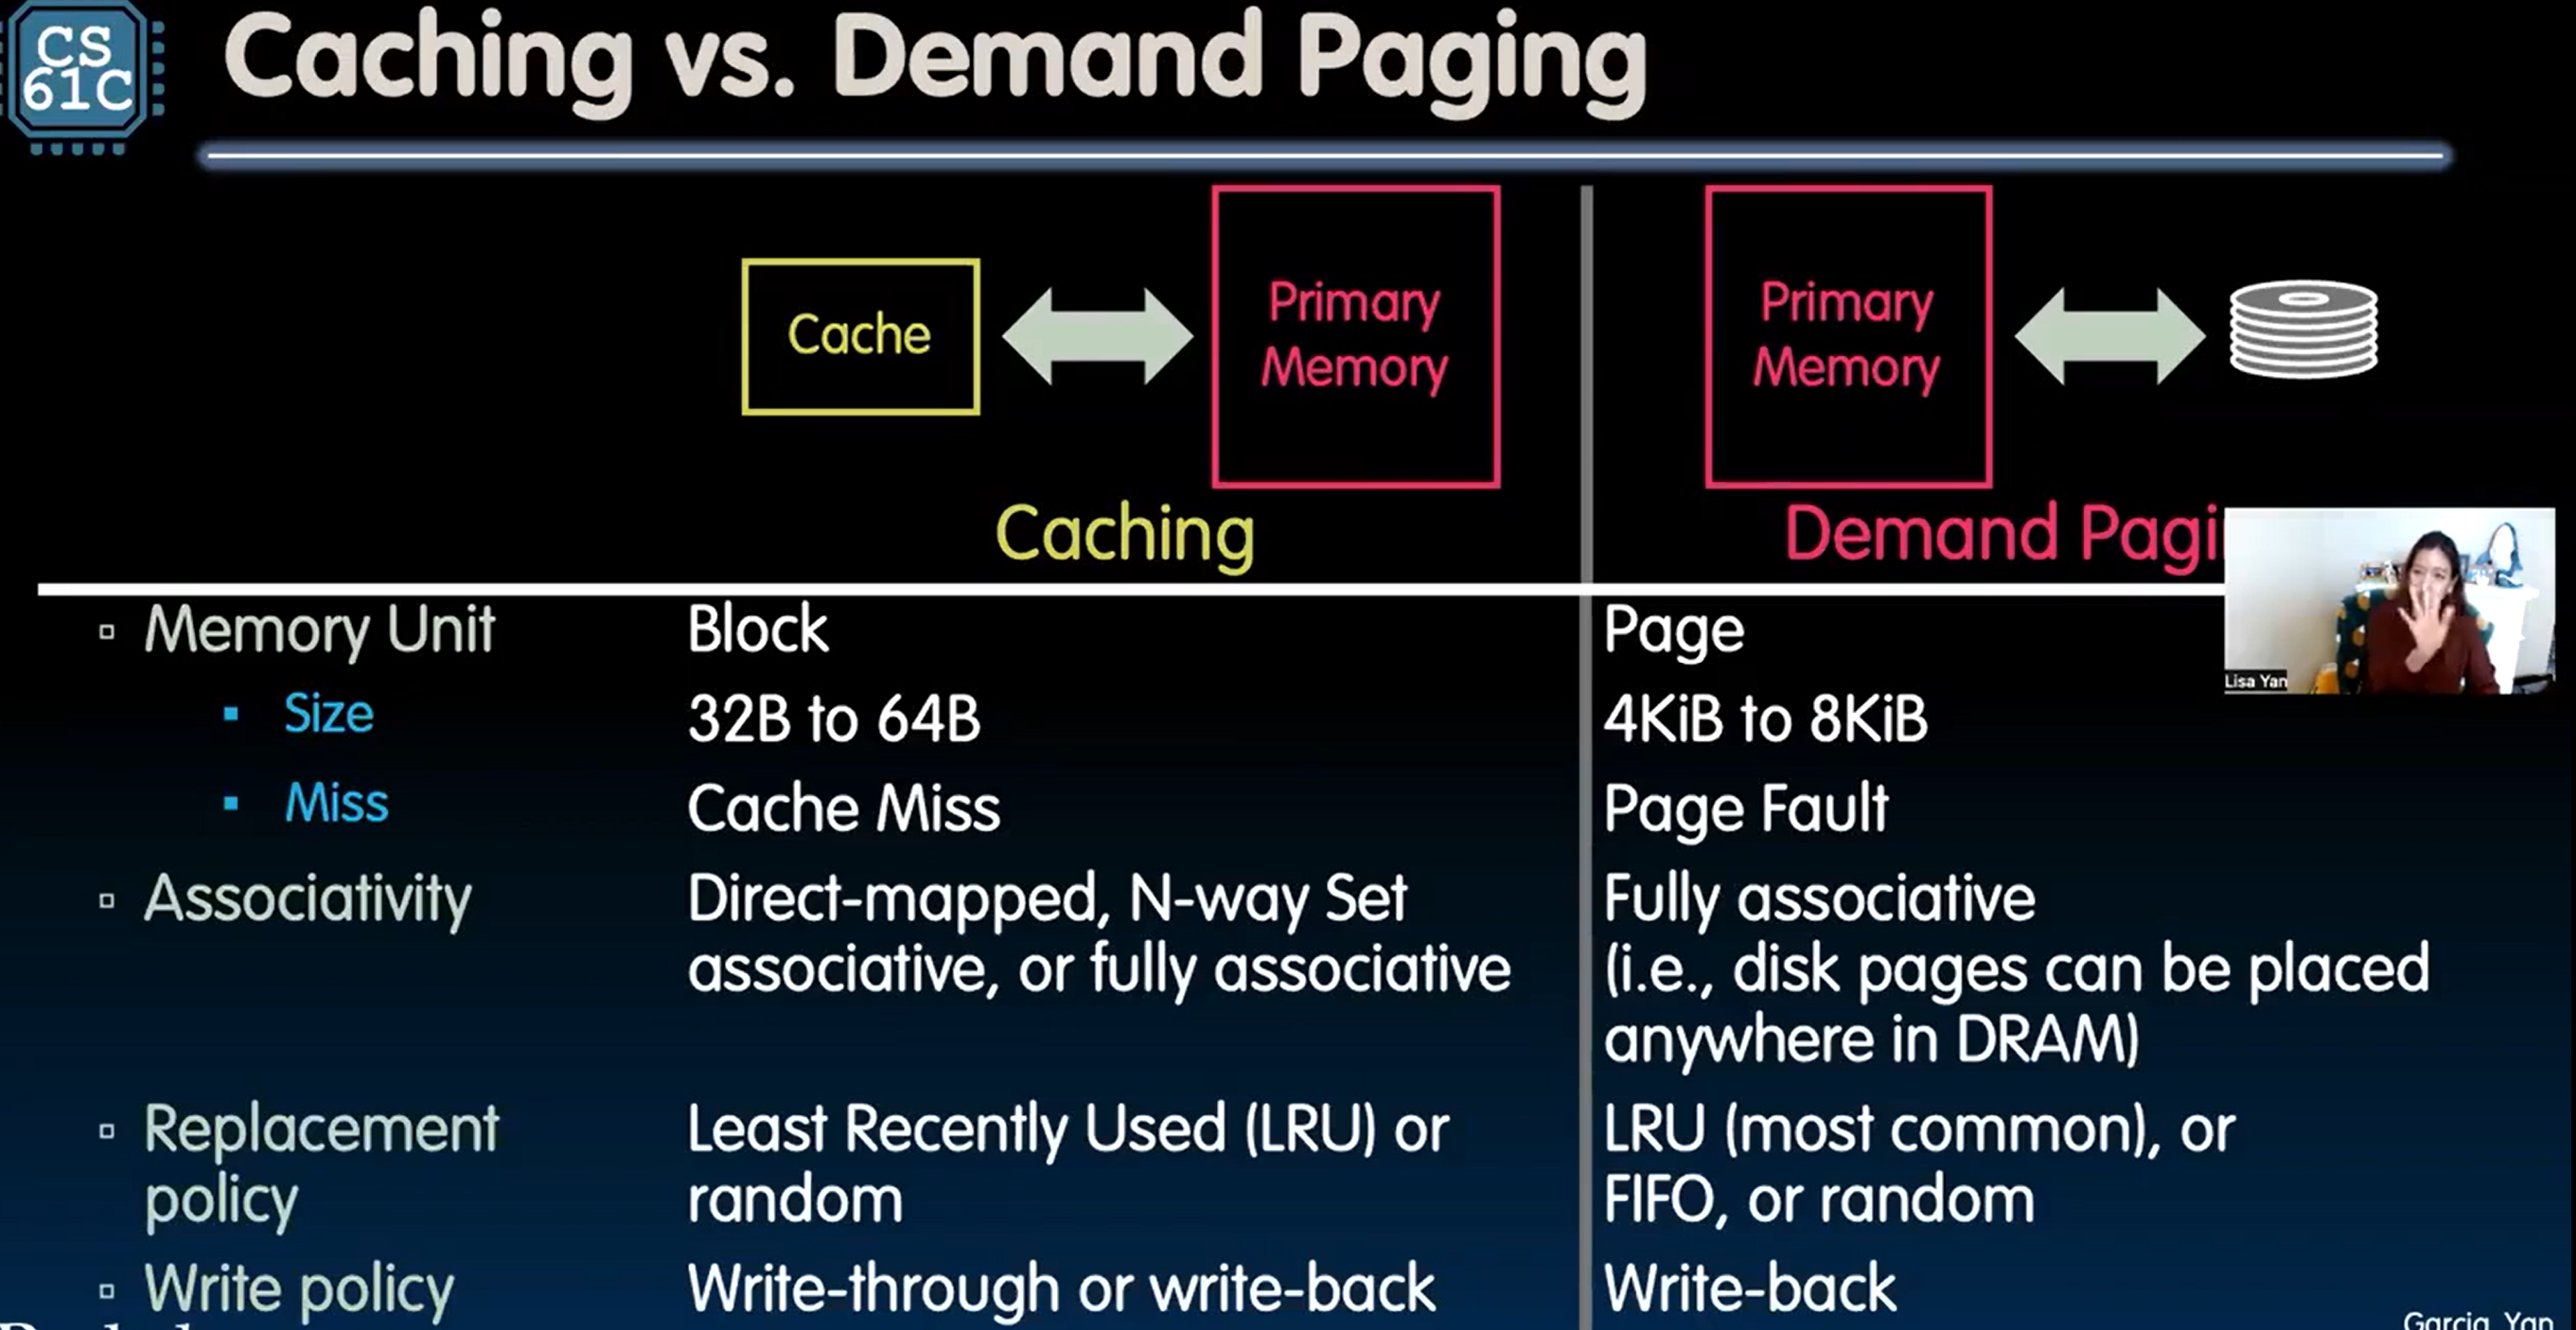 CS
61C
Caching vs. Demand Paging
Cache
Primary
Memory
Primary
Memory
Caching
Demand Pagi
Lisa Yan
Memory Unit
Block
Page
Size
32B to 64B
4KiB to 8KiB
Miss
Cache Miss
Page Fault
Associativity
Direct-mapped, N-way Set
associative, or fully associative
Fully associative
(i.e., disk pages can be placed
anywhere in DRAM)
Replacement
policy
Least Recently Used (LRU) or
random
LRU (most common), or
FIFO, or random
Write policy
Write-through or write-back
Write-back
Garcia, Yan